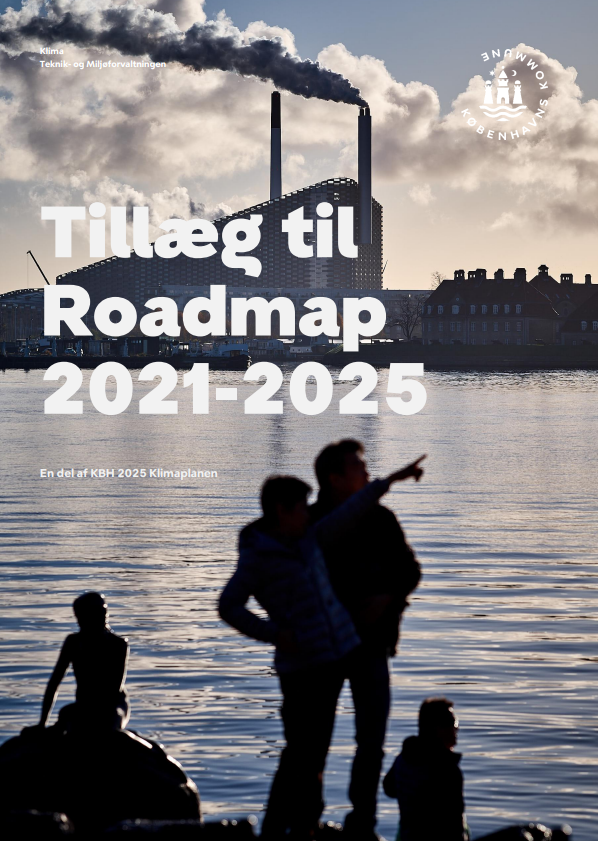 Klima
Teknik- og Miljøforvaltningen
KØBENHAVNS KOMMUNE
Tillæg til
Roadmap
2021-2025
En del af KBH 2025 Klimaplanen